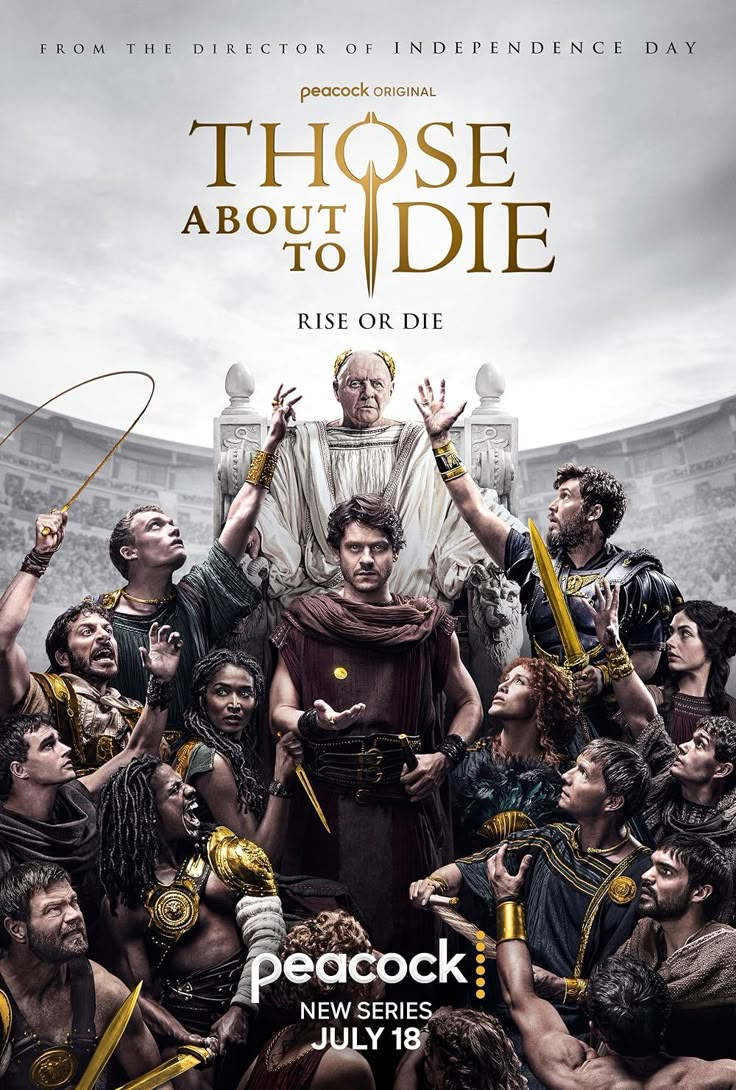 FROM THE DIRECTOR OF INDEPENDENCE DAY
peacock ORIGINAL
THOSE
ABOUT
TO DIE
RISE OR DIE
peacock
NEW SERIES
JULY 18